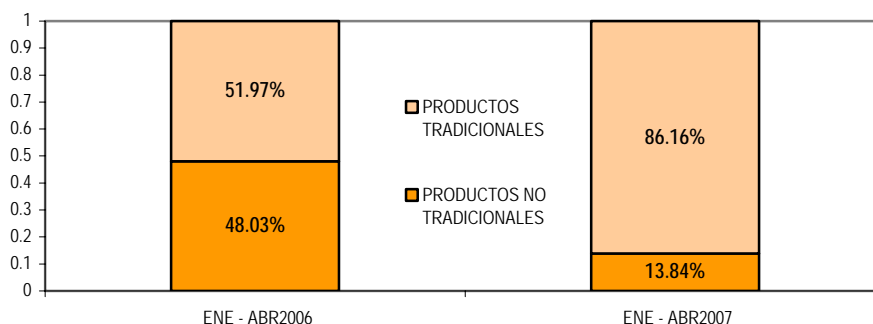 1
0.9
0.8
0.7
0.6
0.5
0.4
0.3
0.2
0.1
0
51.97%
48.03%
PRODUCTOS
TRADICIONALES
PRODUCTOS NO
TRADICIONALES
86.16%
13.84%
ENE - ABR2006
ENE - ABR2007